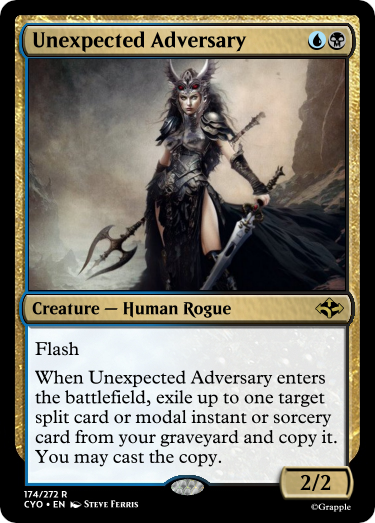 Unexpected Adversary
Creature — Human Rogue
Flash
When Unexpected Adversary enters
the battlefield, exile up to one target
split card or modal instant or sorcery
card from your graveyard and copy it.
You may cast the copy.
2/2
174/272 R
CYO • EN Steve Ferris
©Grapple